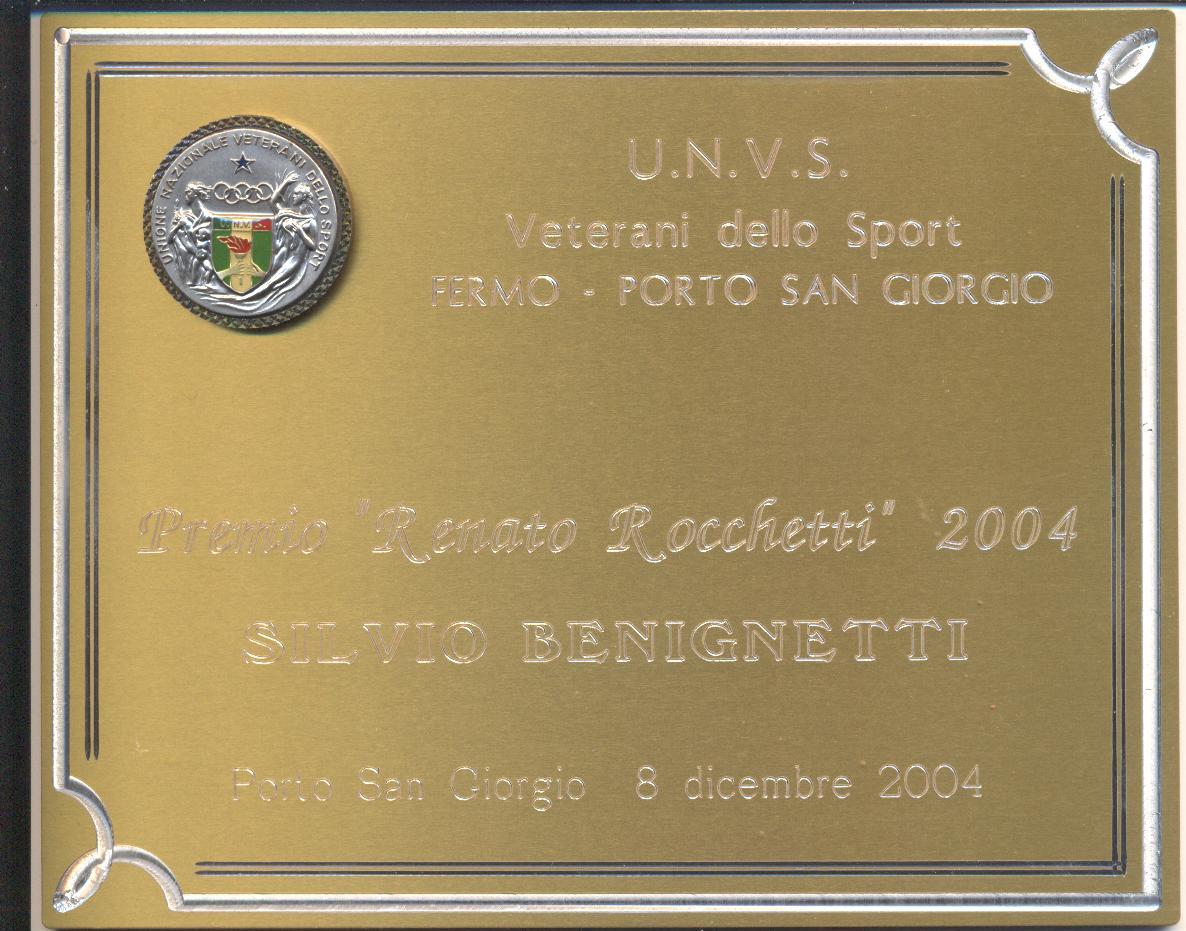 UNIONE NAZIONALE VETERANI DELLO SPORT
U.N.V.S.
Veterani dello Sport
FERMO - PORTO SAN GIORGIO
Premio "Renato Rocchetti" 2004
SILVIO BENIGNETTI
Porto San Giorgio 8 dicembre 2004